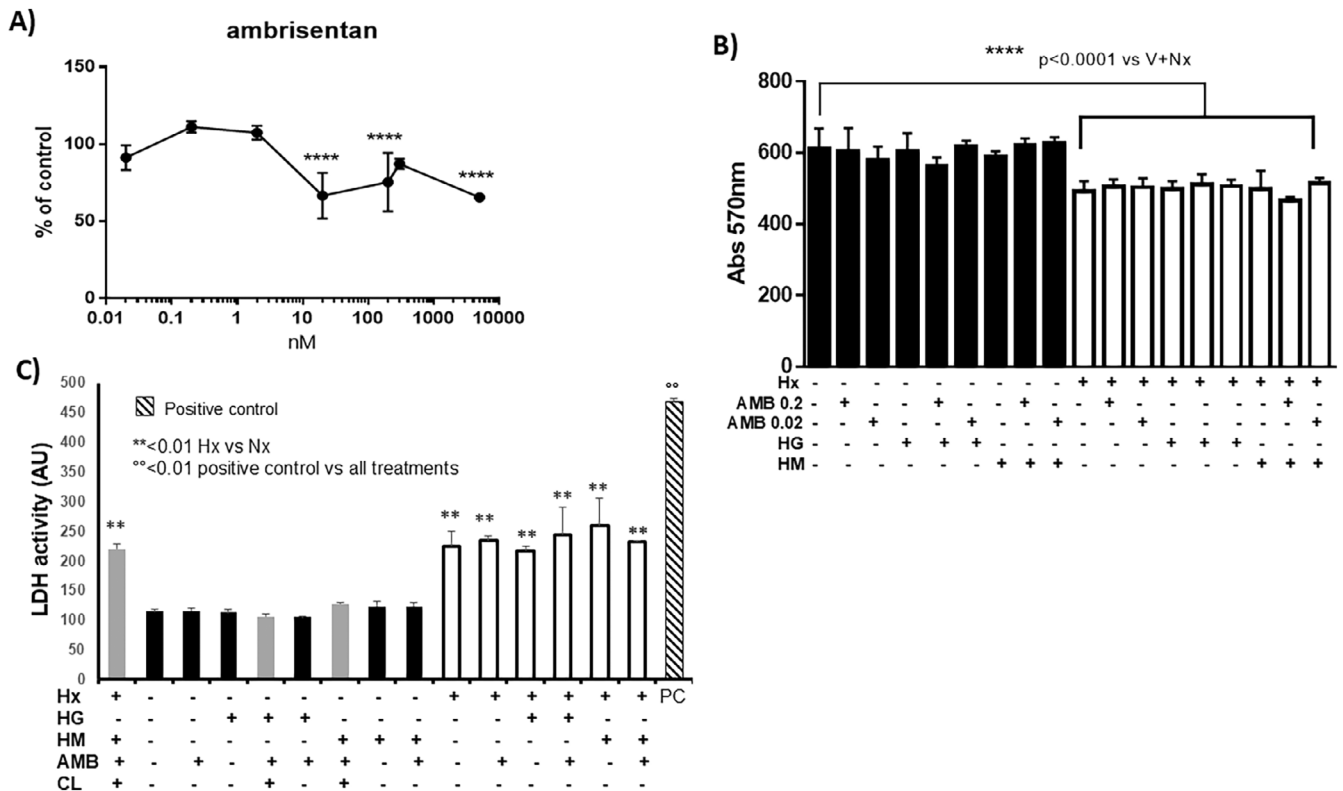 A)
ambrisentan
% of control
150
100
50
0
****
****
****
0.01 0.1 1 10 100 1000 10000
nM
B)
**** p<0.0001 vs V+Nx
Abs 570nm
800
600
400
200
0
Hx - - - - - - - - - + + + + + + + + +
AMB 0.2 - + - - + - - + - - + - - - - - + -
AMB 0.02 - - + - - + - - + - - + - - - - - +
HG - - - + + + - - - - - - + + + - - -
HM - - - - - - + + + - - - - - - + + +
C)
LDH activity (AU)
500
450
400
350
300
250
200
150
100
50
0
Positive control
**<0.01 Hx vs Nx
°°<0.01 positive control vs all treatments
°°
** ** ** ** ** ** **
Hx + - - - - - - - - + + + + + + PC
HG - - - + + + - - - - - + + - -
HM + - - - - - + + + - - - - + +
AMB + - + - + + + - + - + - + - +
CL + - - - + - + - - - - - - - -